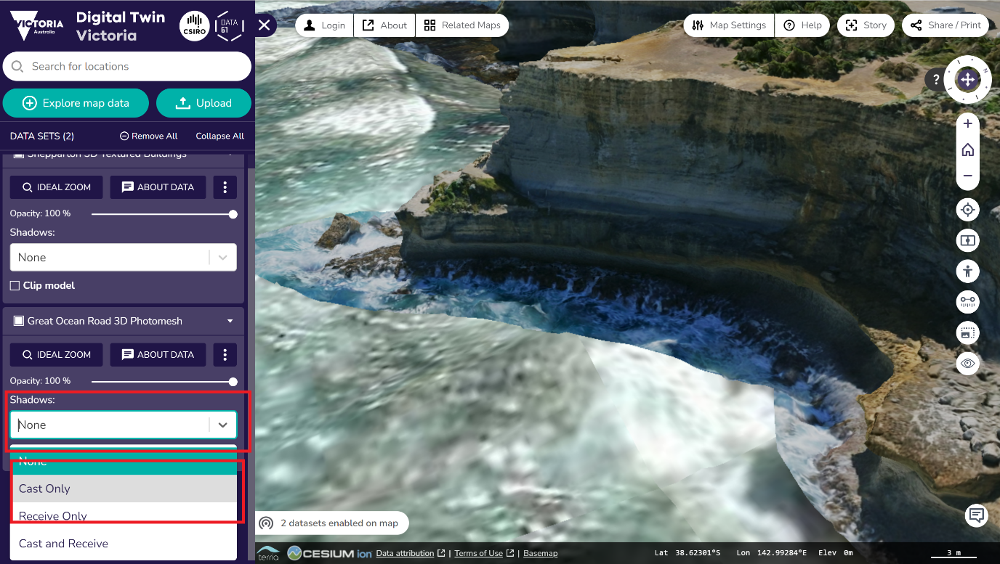 VICTORIA
Australia
Digital Twin
Victoria
CSIRO
DATA
61
Login
About
Related Maps
Map Settings
Help
Story
Share / Print
Search for locations
Explore map data
Upload
DATA SETS (2)
Remove All
Collapse All
Shepparton 3D Textured Buildings
IDEAL ZOOM
ABOUT DATA
Opacity: 100 %
Shadows:
None
Clip model
Great Ocean Road 3D Photomesh
IDEAL ZOOM
ABOUT DATA
Opacity: 100 %
Shadows:
None
None
Cast Only
Receive Only
Cast and Receive
?
N
2 datasets enabled on map
terria
CESIUM ion Data attribution | Terms of Use | Basemap
Lat 38.62301°S Lon 142.99284°E Elev 0m
3 m